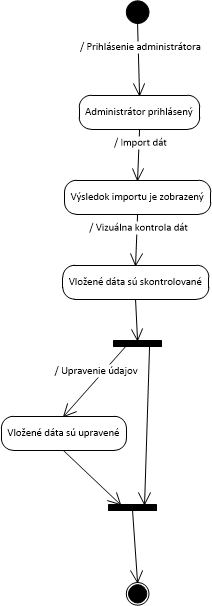 / Prihlásenie administrátora
Administrátor prihlásený
/ Import dát
Výsledok importu je zobrazený
/ Vizuálna kontrola dát
Vložené dáta sú skontrolované
/ Upravenie údajov
Vložené dáta sú upravené